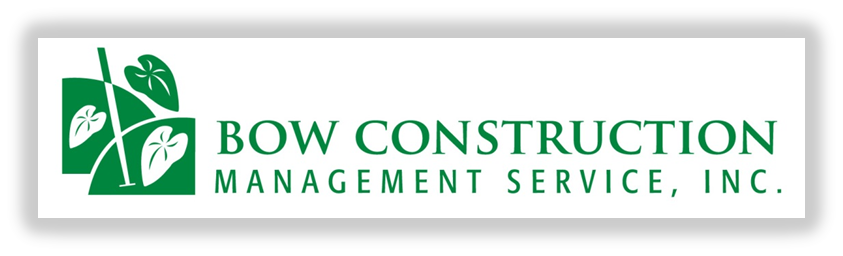 BOW CONSTRUCTION
MANAGEMENT SERVICE, INC.